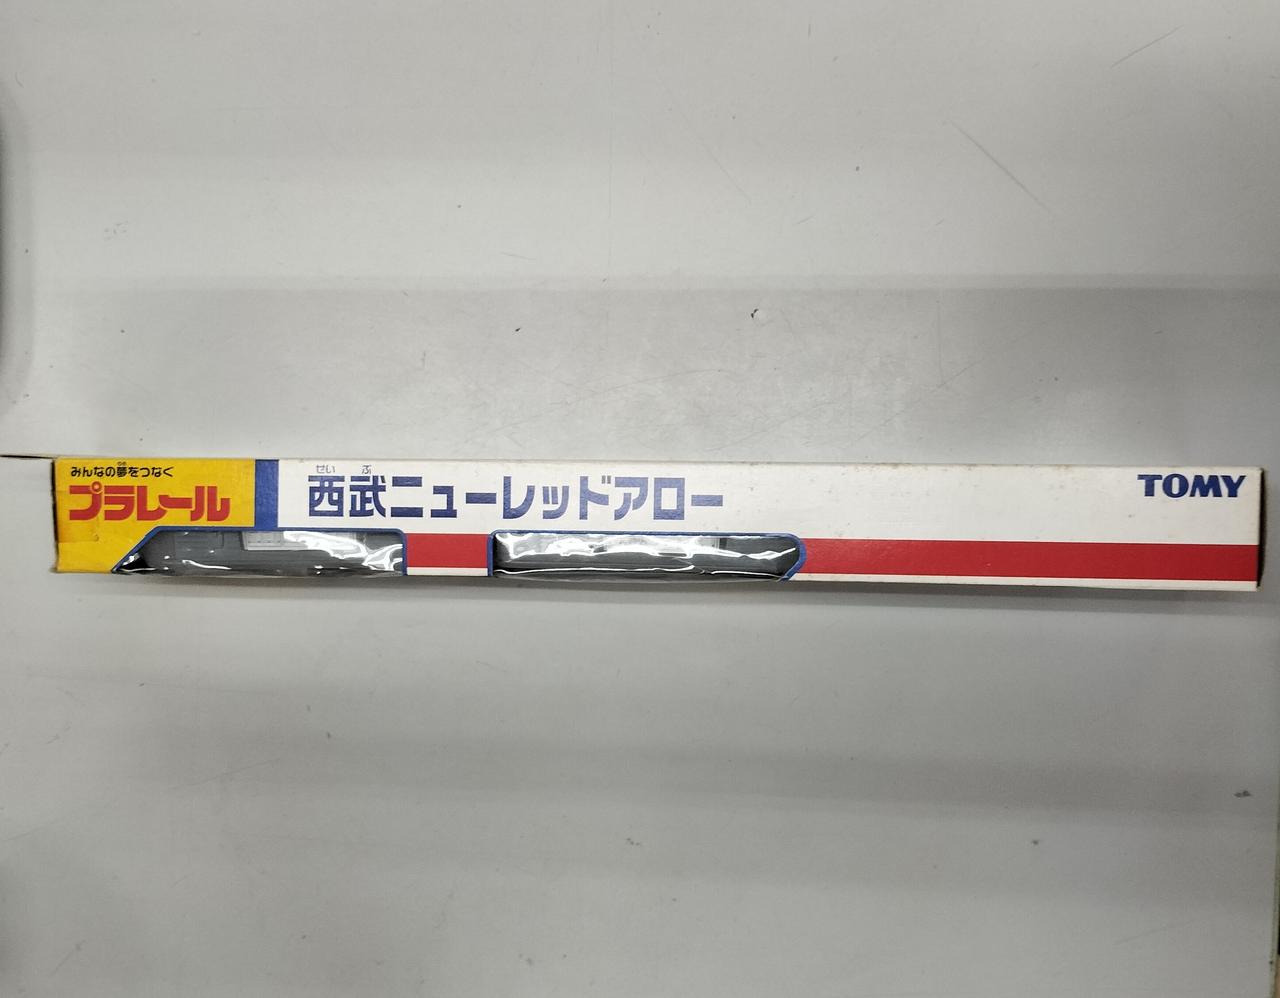 みんなの夢をつなぐ
プラレール
西武ニューレッドアロー
せい ぶ
TOMY